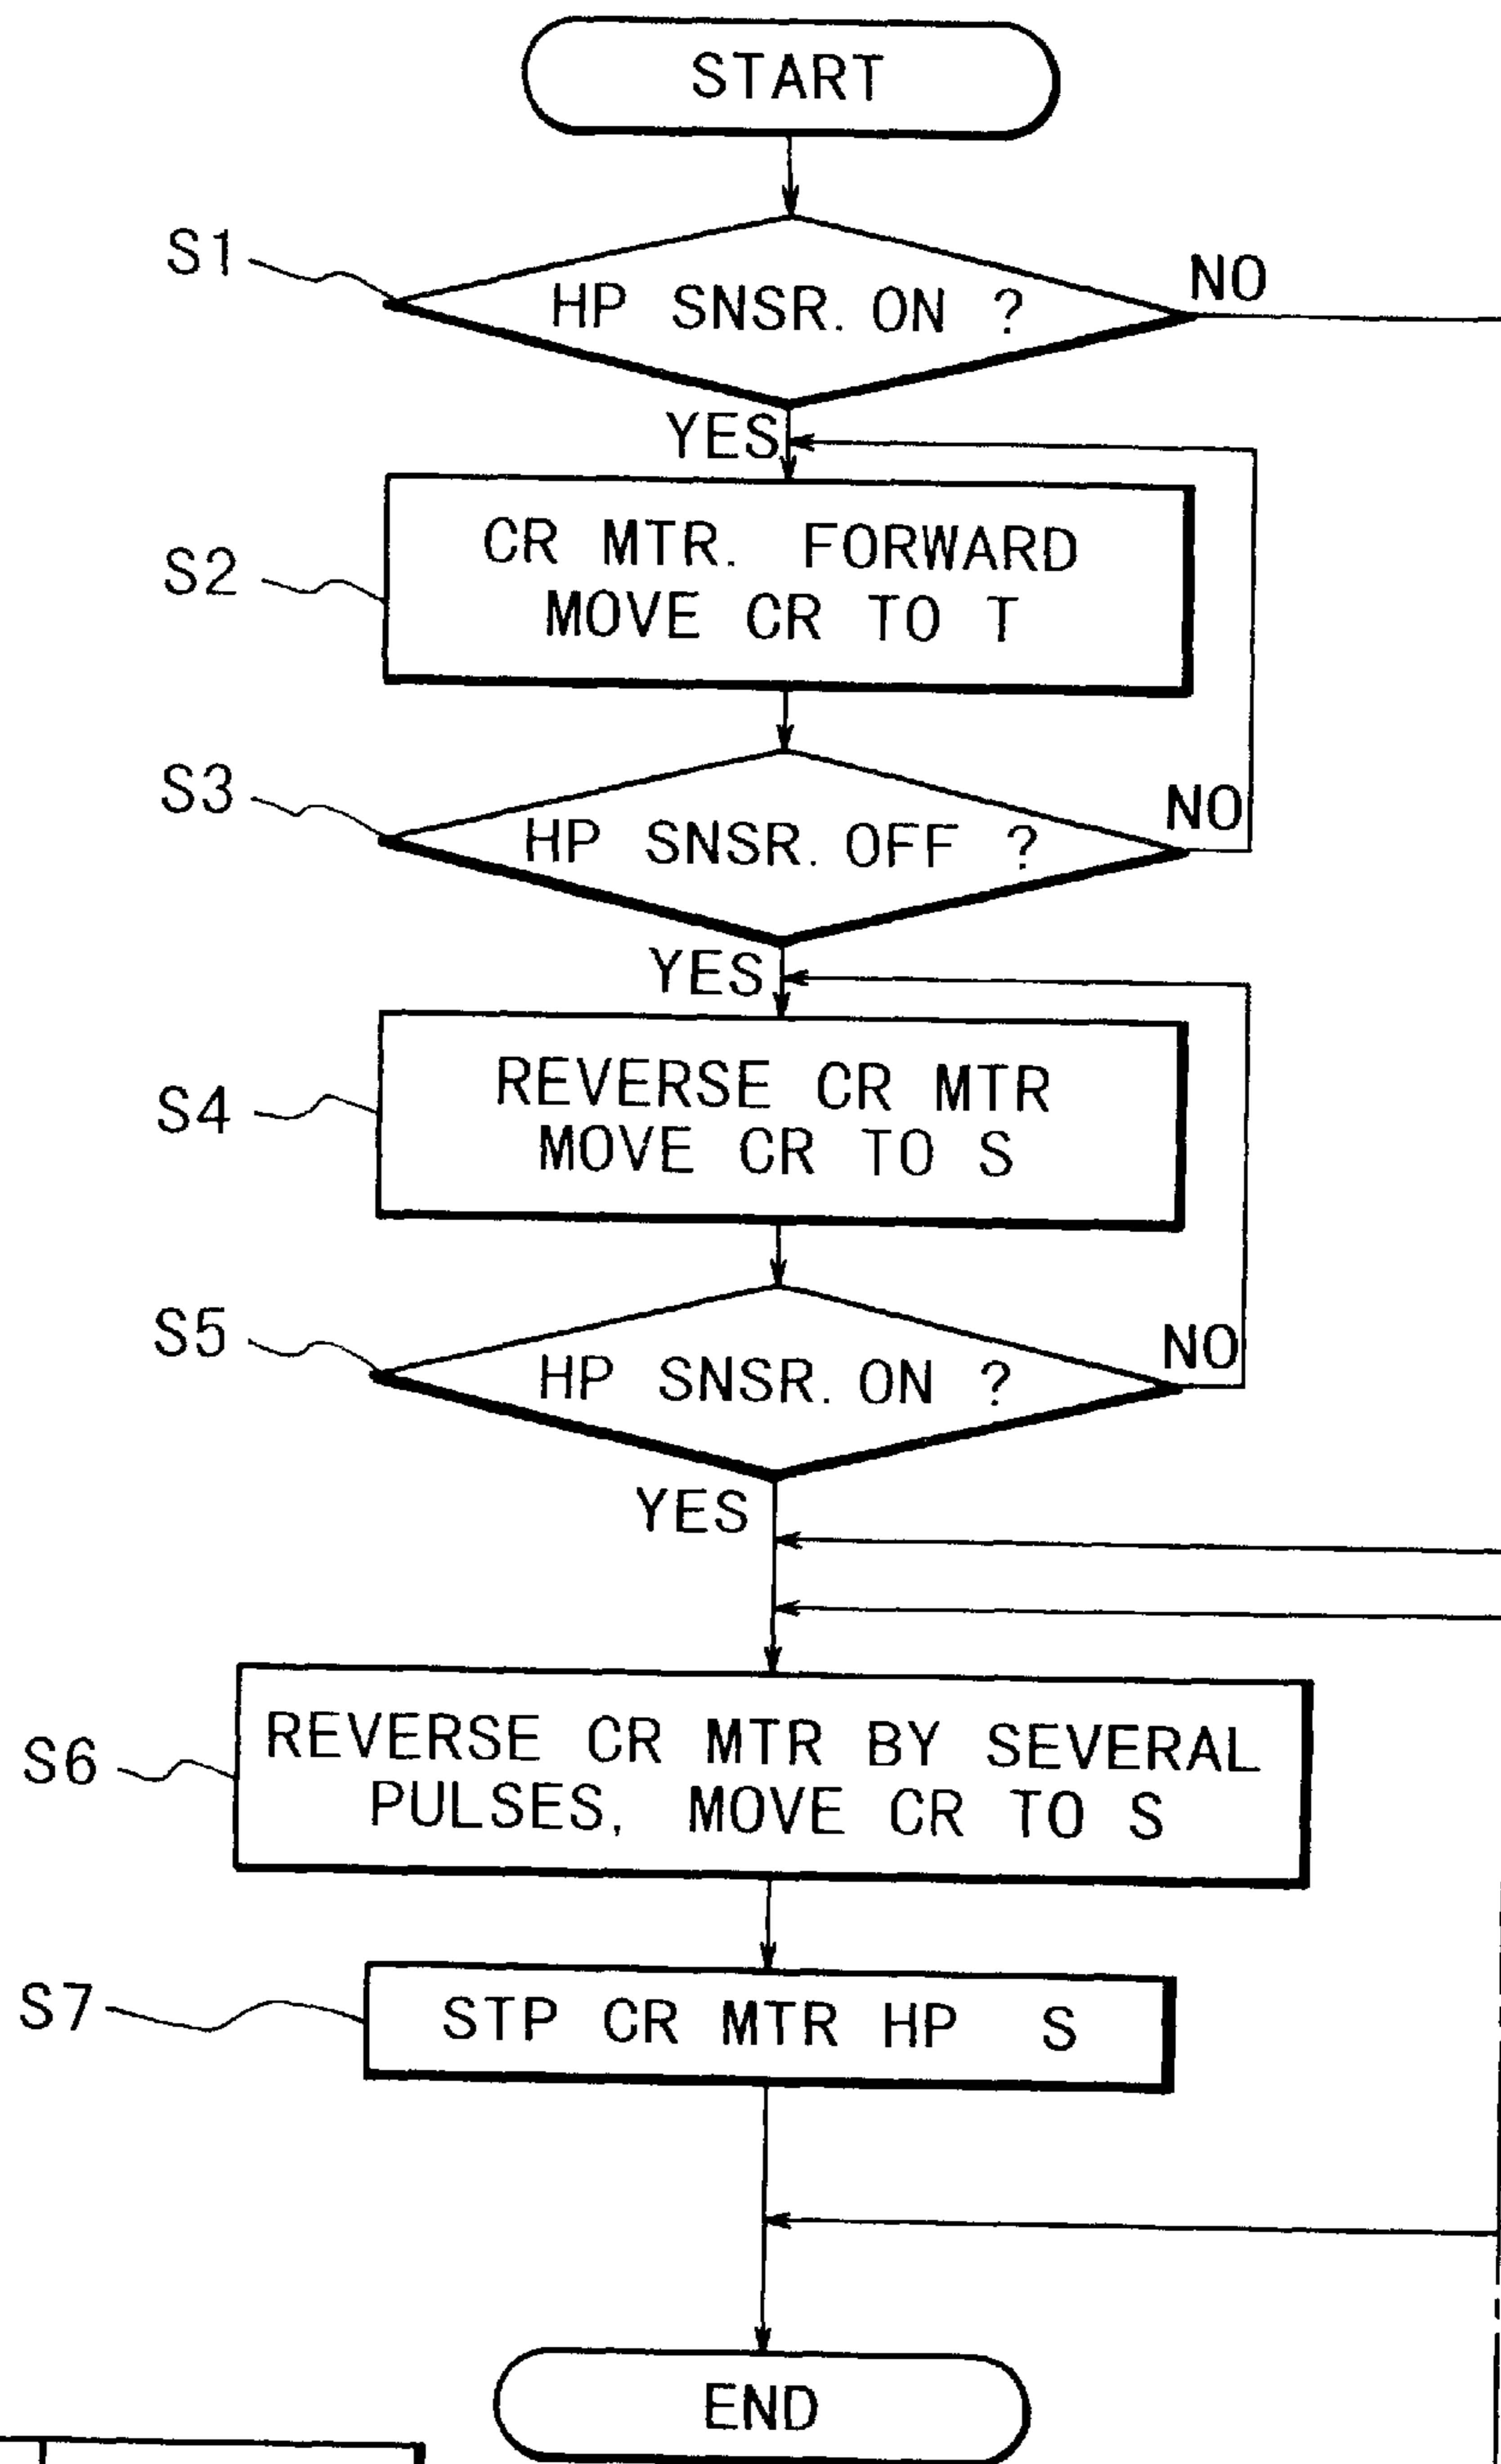 START
S1
HP SNSR. ON ?
NO
YES
S2
CR MTR. FORWARD
MOVE CR TO T
S3
HP SNSR. OFF ?
NO
YES
S4
REVERSE CR MTR
MOVE CR TO S
S5
HP SNSR. ON ?
NO
YES
S6
REVERSE CR MTR BY SEVERAL
PULSES, MOVE CR TO S
S7
STP CR MTR HP S
END